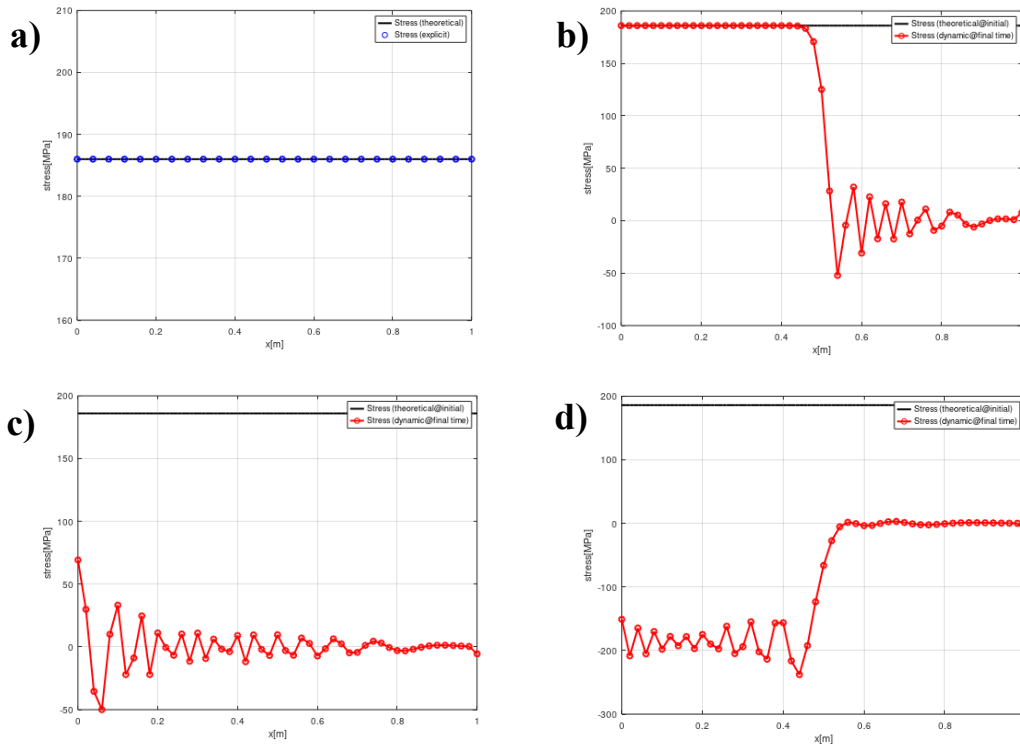 a)
210
200
190
180
170
160
stress[MPa]
0 0.2 0.4 0.6 0.8 1
x[m]
Stress (theoretical)
Stress (explicit)
b)
200
150
100
50
0
-50
-100
stress[MPa]
0 0.2 0.4 0.6 0.8
x[m]
Stress (theoretical@initial)
Stress (dynamic@final time)
c)
200
150
100
50
0
-50
stress[MPa]
0 0.2 0.4 0.6 0.8 1
x[m]
Stress (theoretical@initial)
Stress (dynamic@final time)
d)
200
100
0
-100
-200
-300
stress[MPa]
0 0.2 0.4 0.6 0.8
x[m]
Stress (theoretical@initial)
Stress (dynamic@final time)